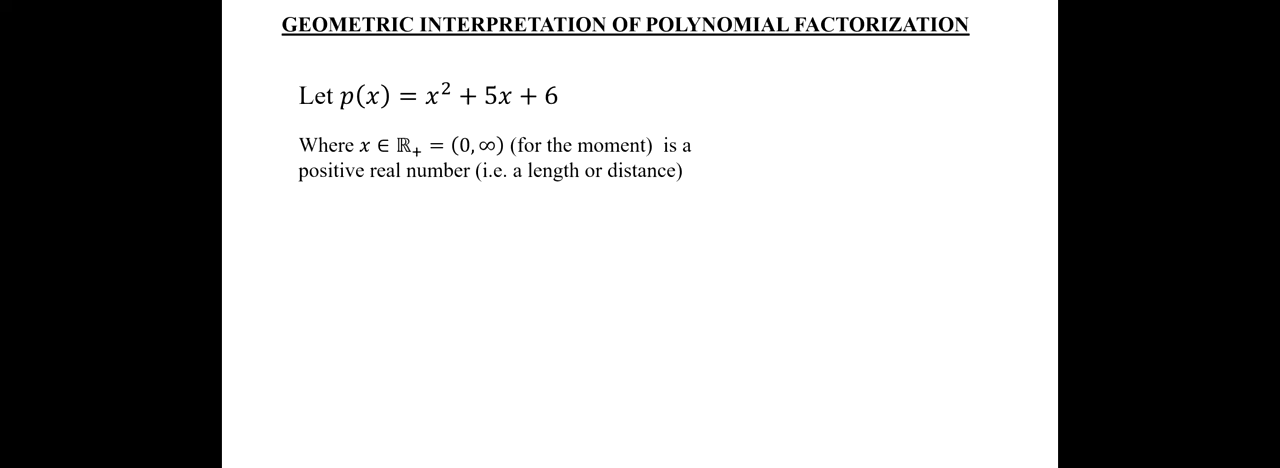 GEOMETRIC INTERPRETATION OF POLYNOMIAL FACTORIZATION
Let p(x) = x² + 5x + 6
Where x ∈ ℝ₊ = (0, ∞) (for the moment) is a
positive real number (i.e. a length or distance)